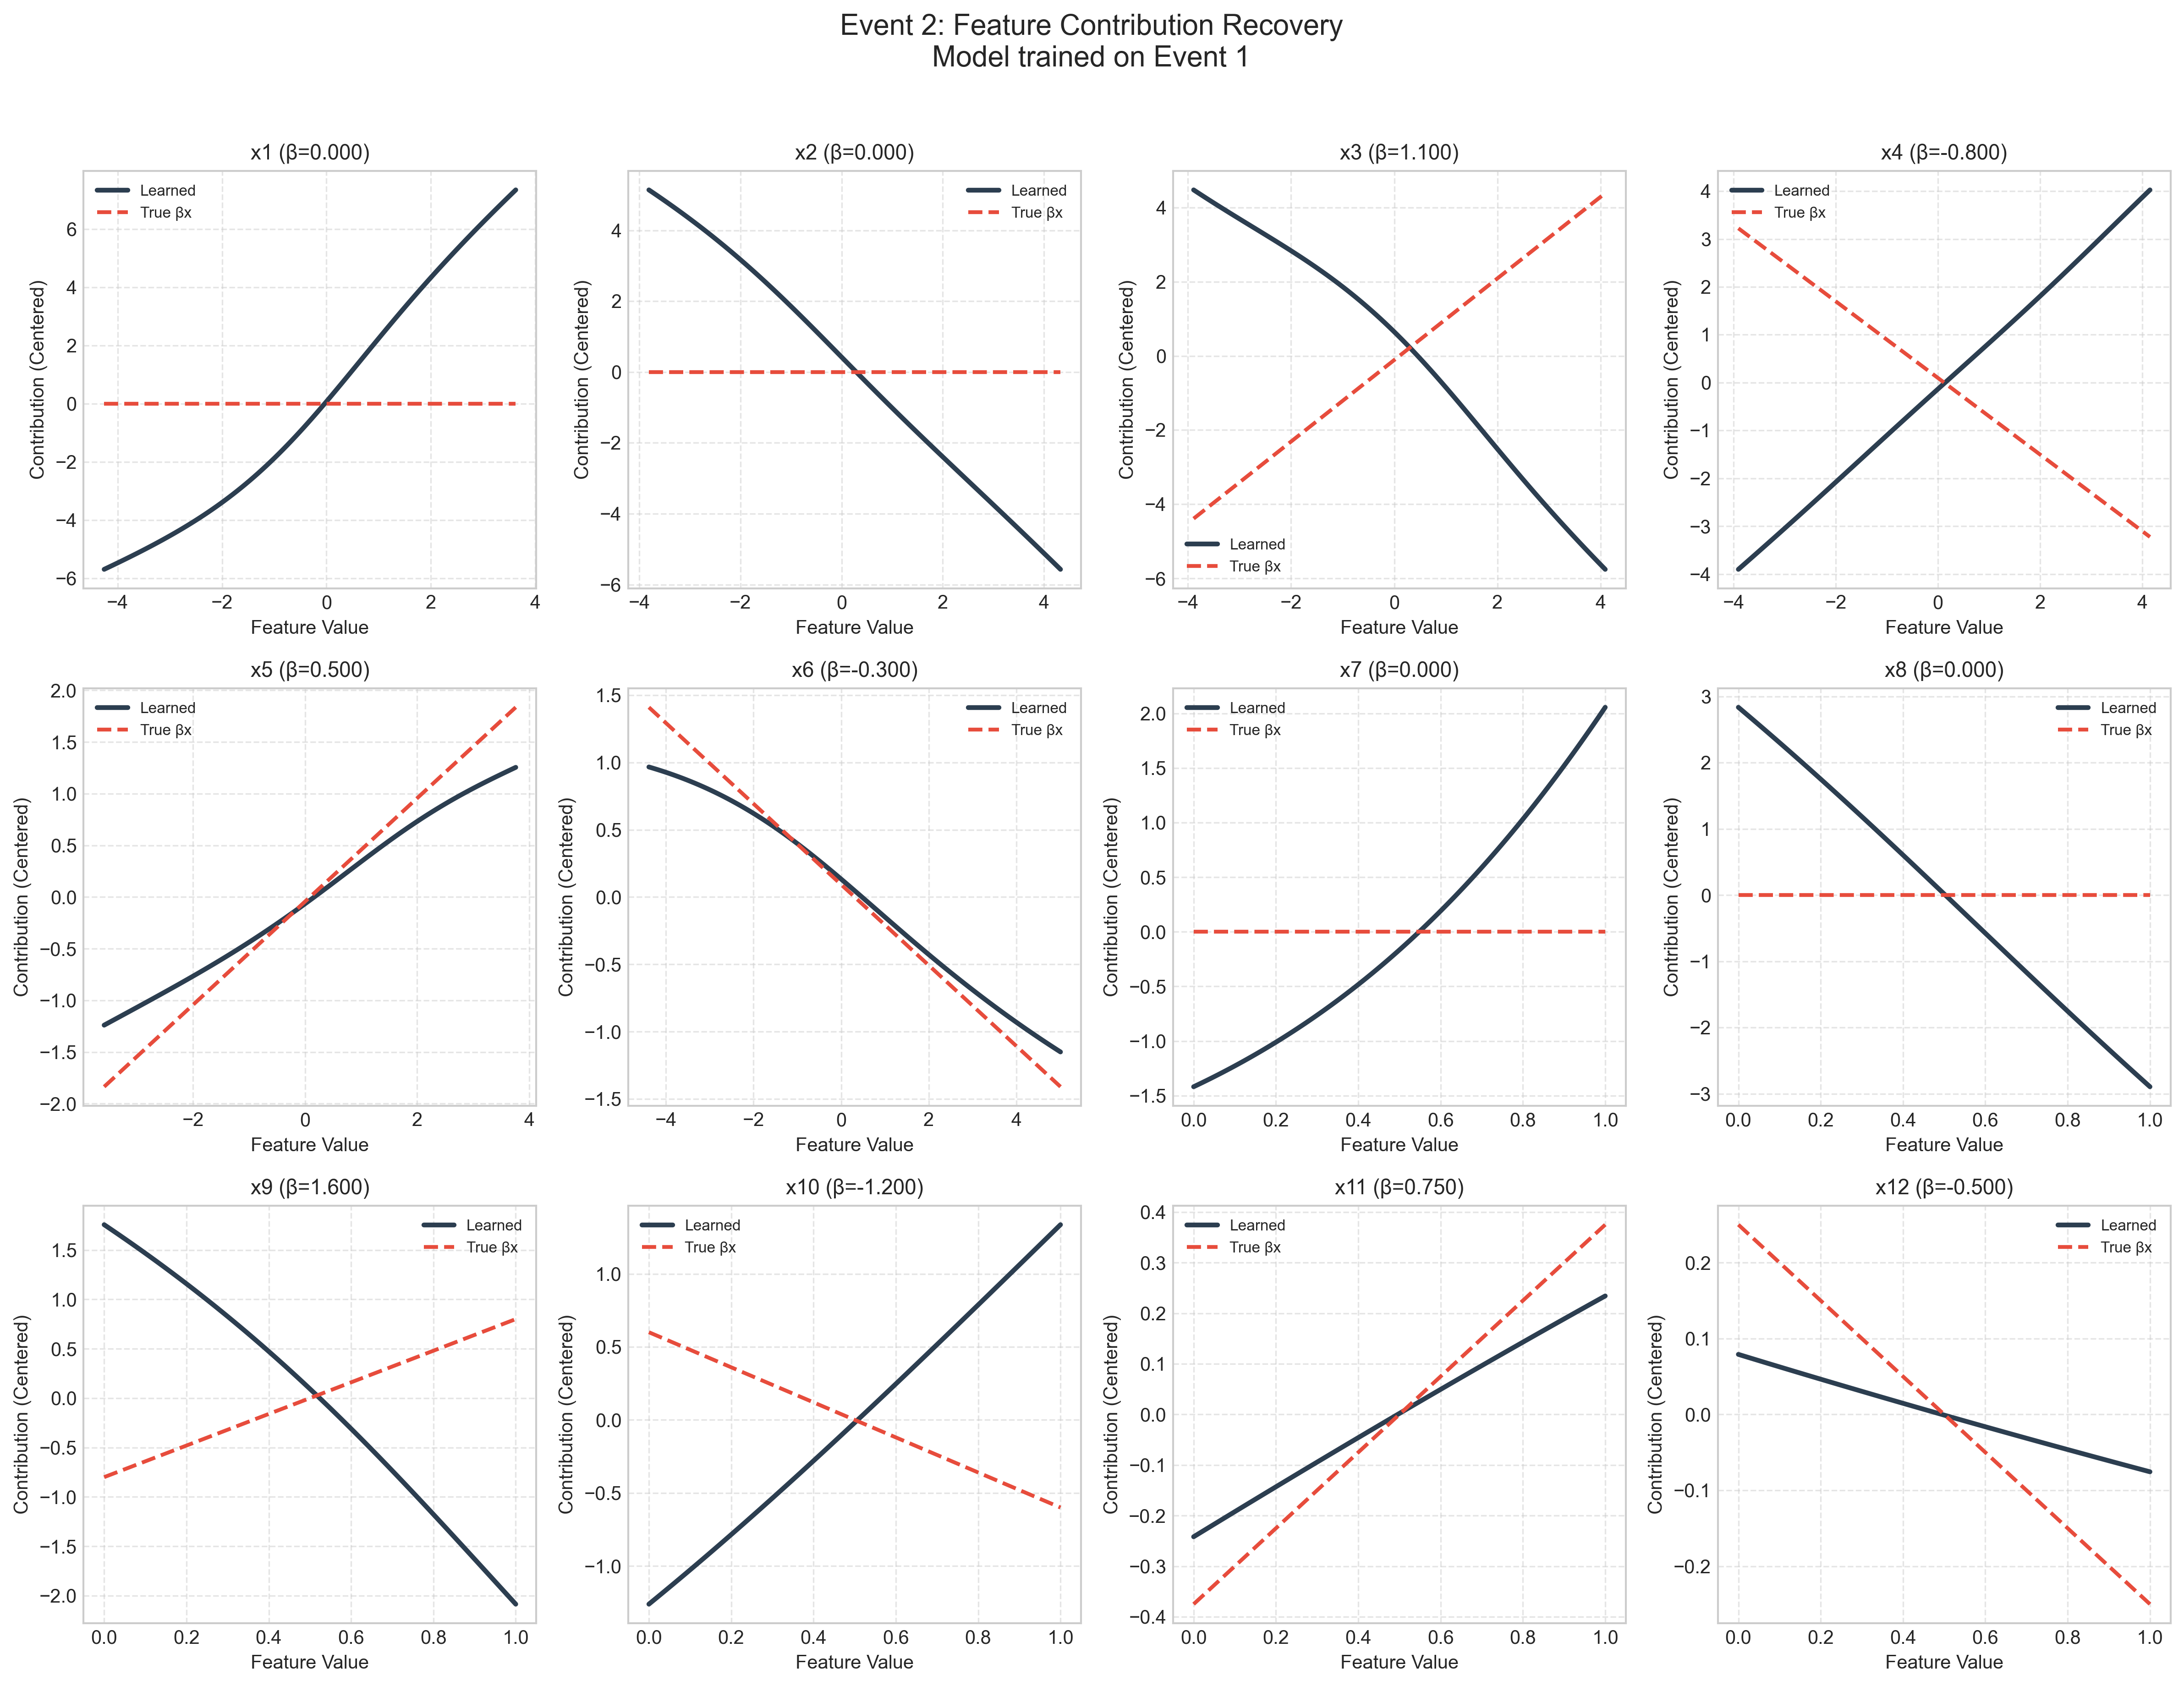 Event 2: Feature Contribution Recovery
Model trained on Event 1
x1 (β=0.000)
Learned
True βx
Contribution (Centered)
6
4
2
0
−2
−4
−6
−4
−2
0
2
4
Feature Value
x2 (β=0.000)
Learned
True βx
Contribution (Centered)
4
2
0
−2
−4
−6
−4
−2
0
2
4
Feature Value
x3 (β=1.100)
Learned
True βx
Contribution (Centered)
4
2
0
−2
−4
−6
−4
−2
0
2
4
Feature Value
x4 (β=-0.800)
Learned
True βx
Contribution (Centered)
4
3
2
1
0
−1
−2
−3
−4
−4
−2
0
2
4
Feature Value
x5 (β=0.500)
Learned
True βx
Contribution (Centered)
2.0
1.5
1.0
0.5
0.0
−0.5
−1.0
−1.5
−2.0
−2
0
2
4
Feature Value
x6 (β=-0.300)
Learned
True βx
Contribution (Centered)
1.5
1.0
0.5
0.0
−0.5
−1.0
−1.5
−4
−2
0
2
4
Feature Value
x7 (β=0.000)
Learned
True βx
Contribution (Centered)
2.0
1.5
1.0
0.5
0.0
−0.5
−1.0
−1.5
0.0
0.2
0.4
0.6
0.8
1.0
Feature Value
x8 (β=0.000)
Learned
True βx
Contribution (Centered)
3
2
1
0
−1
−2
−3
0.0
0.2
0.4
0.6
0.8
1.0
Feature Value
x9 (β=1.600)
Learned
True βx
Contribution (Centered)
1.5
1.0
0.5
0.0
−0.5
−1.0
−1.5
−2.0
0.0
0.2
0.4
0.6
0.8
1.0
Feature Value
x10 (β=-1.200)
Learned
True βx
Contribution (Centered)
1.0
0.5
0.0
−0.5
−1.0
0.0
0.2
0.4
0.6
0.8
1.0
Feature Value
x11 (β=0.750)
Learned
True βx
Contribution (Centered)
0.4
0.3
0.2
0.1
0.0
−0.1
−0.2
−0.3
−0.4
0.0
0.2
0.4
0.6
0.8
1.0
Feature Value
x12 (β=-0.500)
Learned
True βx
Contribution (Centered)
0.2
0.1
0.0
−0.1
−0.2
0.0
0.2
0.4
0.6
0.8
1.0
Feature Value